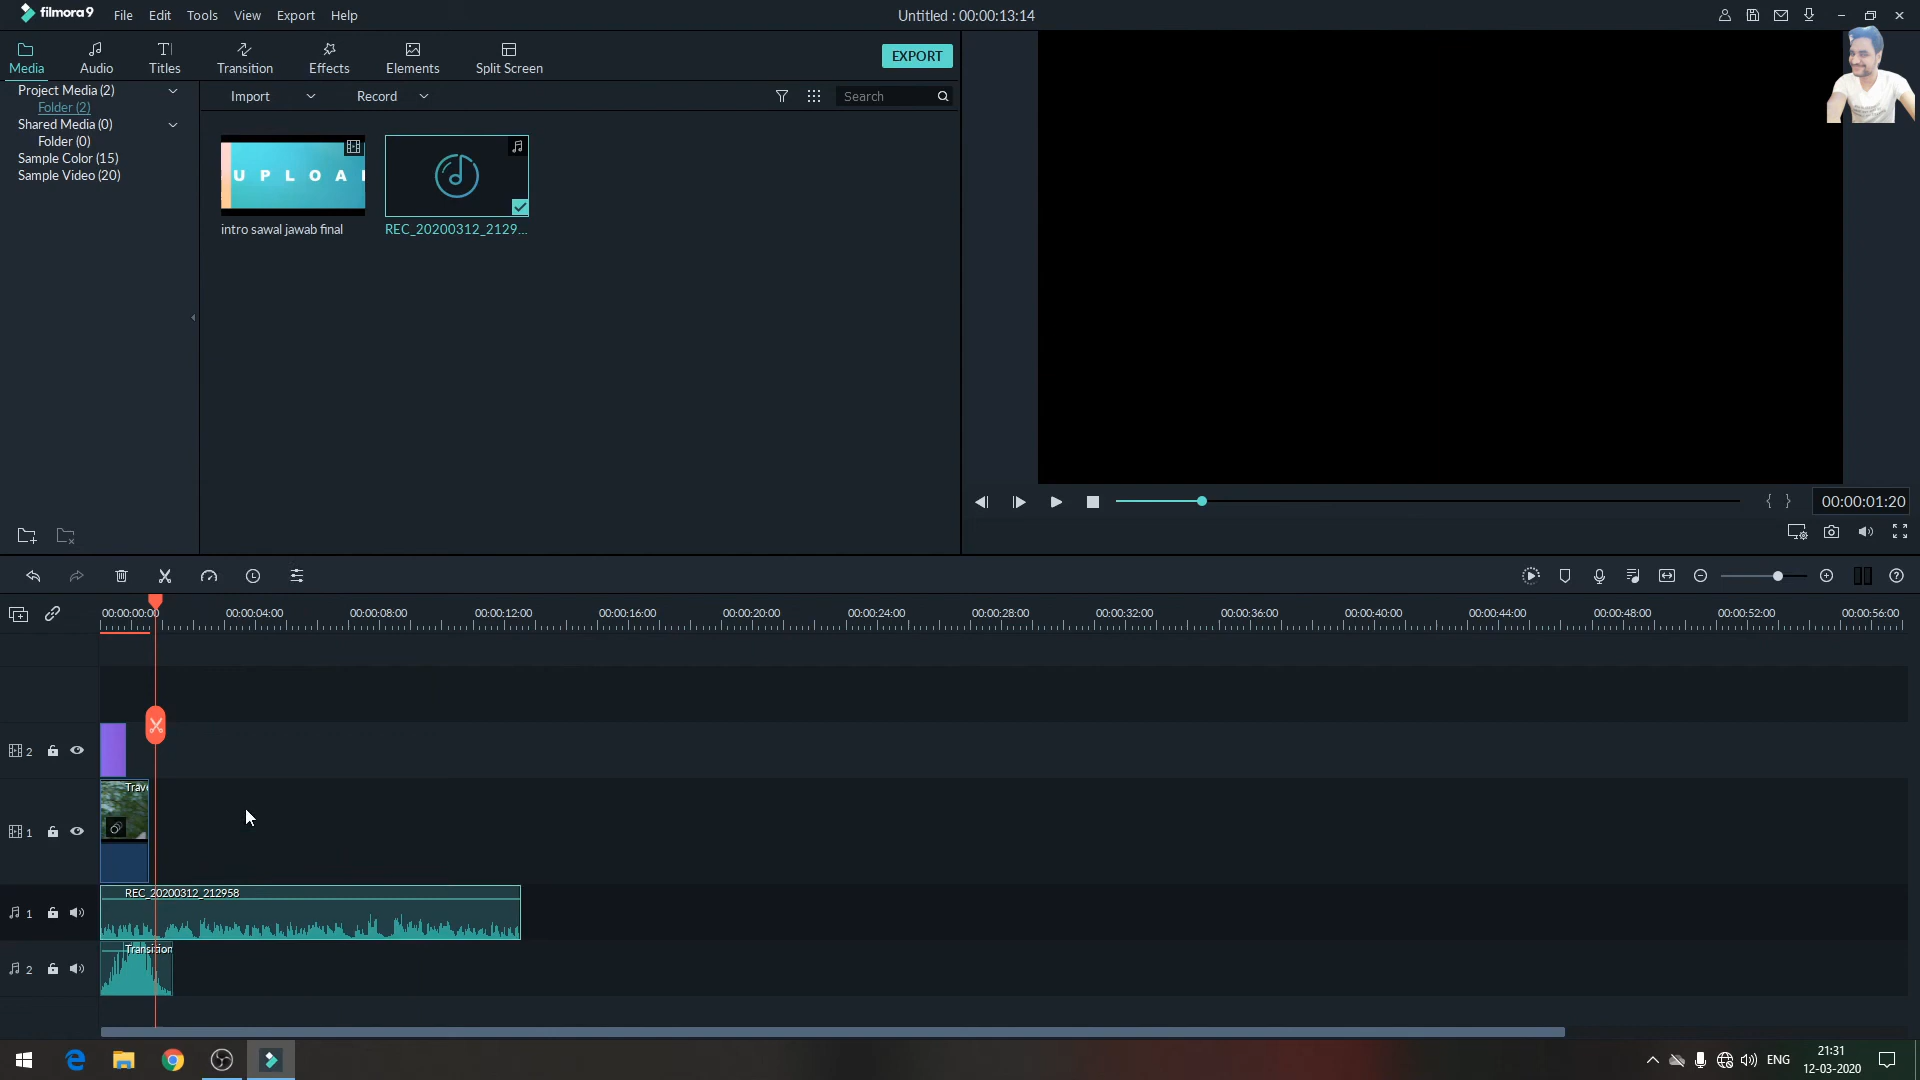 filmora9 File Edit Tools View Export Help Untitled : 00:00:13:14
Media Audio Titles Transition Effects Elements Split Screen EXPORT
Project Media (2)
Folder (2)
Shared Media (0)
Folder (0)
Sample Color (15)
Sample Video (20)
Import Record Search
U P L O A
intro sawal jawab final REC_20200312_2129...
00:00:01:20
00:00:00:00 00:00:04:00 00:00:08:00 00:00:12:00 00:00:16:00 00:00:20:00 00:00:24:00 00:00:28:00 00:00:32:00 00:00:36:00 00:00:40:00 00:00:44:00 00:00:48:00 00:00:52:00 00:00:56:00
2
Trave
1
REC_20200312_212958
1
Transition
2
ENG 21:31
12-03-2020